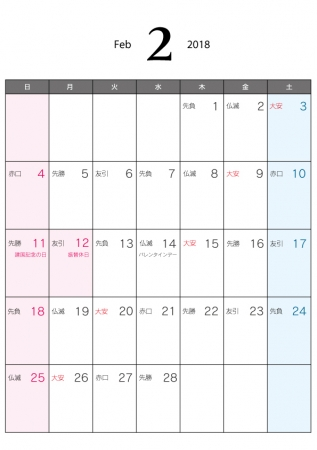 Feb 2 2018
日 月 火 水 木 金 土
先負 1 仏滅 2 大安 3
赤口 4 先勝 5 友引 6 先負 7 仏滅 8 大安 9 赤口 10
先勝 11 友引 12 先負 13 仏滅 14 大安 15 赤口 16 友引 17
建国記念の日 振替休日 バレンタインデー
先負 18 仏滅 19 大安 20 赤口 21 先勝 22 友引 23 先負 24
仏滅 25 大安 26 赤口 27 先勝 28